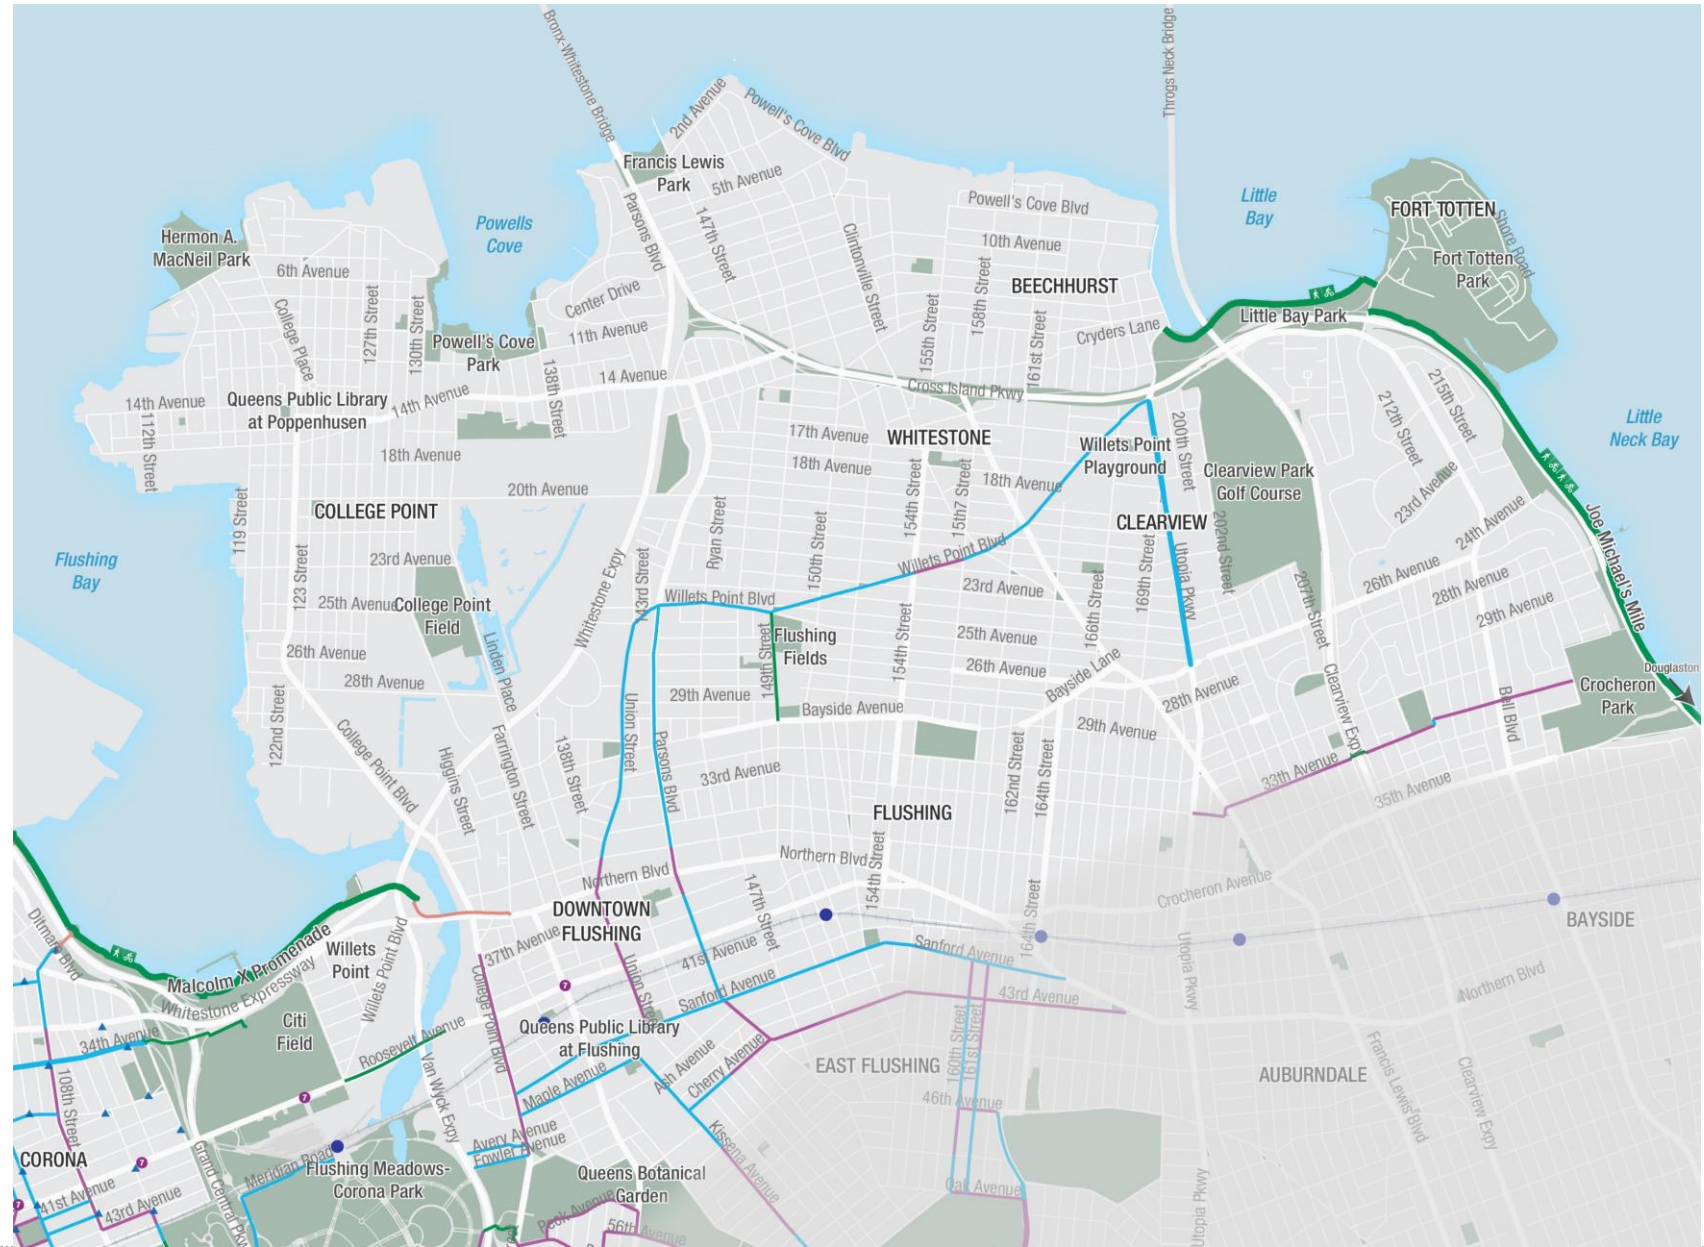 Bronx-Whitestone Bridge
Throgs Neck Bridge
2nd Avenue
Powell's Cove Blvd
Francis Lewis
Park
5th Avenue
Parsons Blvd
147th Street
Powell's Cove Blvd
Little
Bay
FORT TOTTEN
Shore Road
Fort Totten
Park
Hermon A.
MacNeil Park
Powells
Cove
6th Avenue
10th Avenue
Clintonville Street
BEECHHURST
158th Street
155th Street
161st Street
Cryders Lane
Little Bay Park
Center Drive
11th Avenue
College Place
127th Street
130th Street
Powell's Cove
Park
138th Street
14 Avenue
Cross Island Pkwy
14th Avenue
112th Street
Queens Public Library
at Poppenhusen
14th Avenue
18th Avenue
17th Avenue
WHITESTONE
18th Avenue
154th Street
15th7 Street
18th Avenue
Willets Point
Playground
200th Street
Clearview Park
Golf Course
212th Street
215th Street
Little
Neck Bay
20th Avenue
COLLEGE POINT
119 Street
Ryan Street
150th Street
CLEARVIEW
202nd Street
23rd Avenue
24th Avenue
Joe Michael's Mile
Flushing
Bay
23rd Avenue
123 Street
25th Avenue
College Point
Field
Whitestone Expy
143rd Street
Willets Point Blvd
Willets Point Blvd
23rd Avenue
166th Street
169th Street
Utopia Pkwy
207th Street
26th Avenue
28th Avenue
29th Avenue
Linden Place
149th Street
Flushing
Fields
154th Street
25th Avenue
26th Avenue
Bayside Lane
26th Avenue
28th Avenue
122nd Street
29th Avenue
Bayside Avenue
28th Avenue
29th Avenue
Clearview Expy
Bell Blvd
Douglaston
Crocheron
Park
College Point Blvd
Higgins Street
Farrington Street
138th Street
Union Street
Parsons Blvd
33rd Avenue
162nd Street
164th Street
33th Avenue
35th Avenue
FLUSHING
Northern Blvd
Northern Blvd
147th Street
154th Street
164th Street
Crocheron Avenue
BAYSIDE
DOWNTOWN
FLUSHING
37th Avenue
41st Avenue
Sanford Avenue
Utopia Pkwy
Northern Blvd
Ditmars Blvd
Malcolm X Promenade
Whitestone Expressway
Willets
Point
Willets Point Blvd
College Point Blvd
7
Union Street
Sanford Avenue
43rd Avenue
34th Avenue
Citi
Field
Roosevelt Avenue
Queens Public Library
at Flushing
Maple Avenue
Ash Avenue
Cherry Avenue
EAST FLUSHING
160th Street
161st Street
46th Avenue
AUBURNDALE
Francis Lewis Blvd
Clearview Expy
108th Street
7
Van Wyck Expy
Avery Avenue
Fowler Avenue
Kissena Avenue
CORONA
7
Meridian Road
Flushing Meadows-
Corona Park
Queens Botanical
Garden
Oak Avenue
Utopia Pkwy
7
41st Avenue
43rd Avenue
Grand Central Pkwy
Peck Avenue
56th Avenue